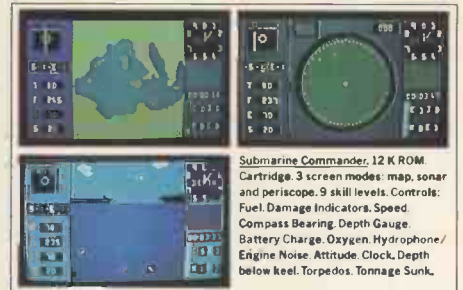 Submarine Commander. 12 K ROM.
Cartridge. 3 screen modes: map, sonar
and periscope. 9 skill levels. Controls:
Fuel. Damage Indicators. Speed.
Compass Bearing. Depth Gauge.
Battery Charge. Oxygen. Hydrophone/
Engine Noise. Attitude. Clock. Depth
below keel. Torpedos. Tonnage Sunk.